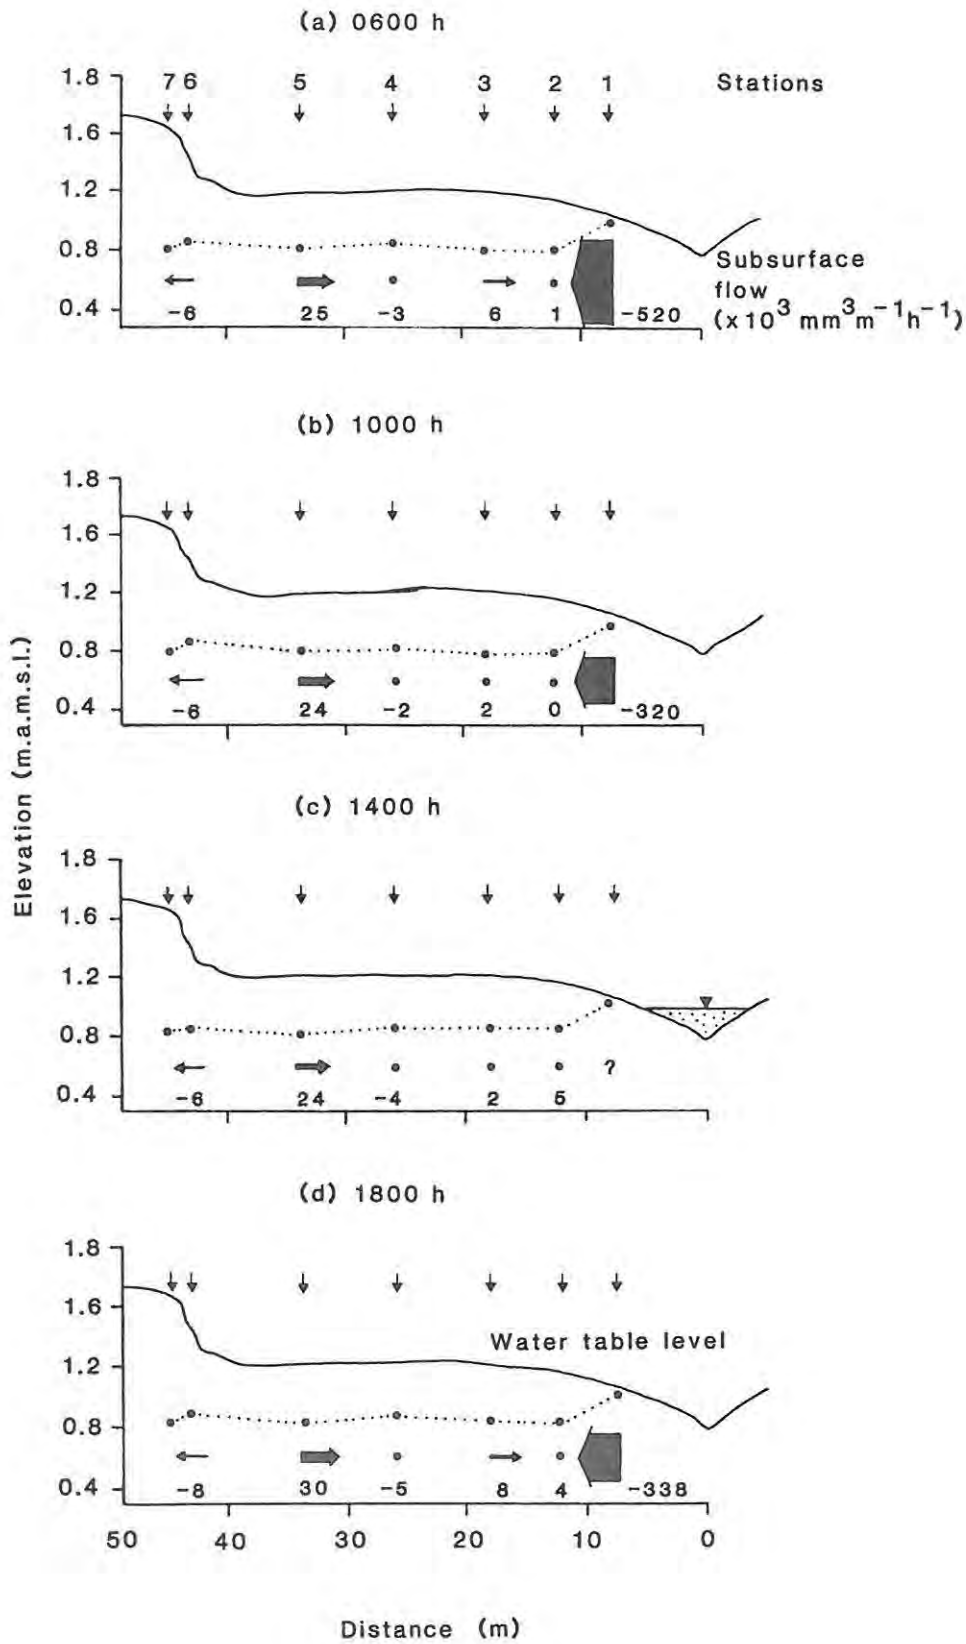 (a) 0600 h
1.8 7 6 5 4 3 2 1 Stations
1.6
1.2
0.8
Subsurface
flow
(x10³ mm³m⁻¹h⁻¹)
0.4
-6 25 -3 6 1 -520
(b) 1000 h
1.8
1.6
1.2
0.8
0.4
-6 24 -2 2 0 -320
Elevation (m.a.m.s.l.)
(c) 1400 h
1.8
1.6
1.2
0.8
?
0.4
-6 24 -4 2 5
(d) 1800 h
1.8
1.6
Water table level
1.2
0.8
0.4
-8 30 -5 8 4 -338
50 40 30 20 10 0
Distance (m)